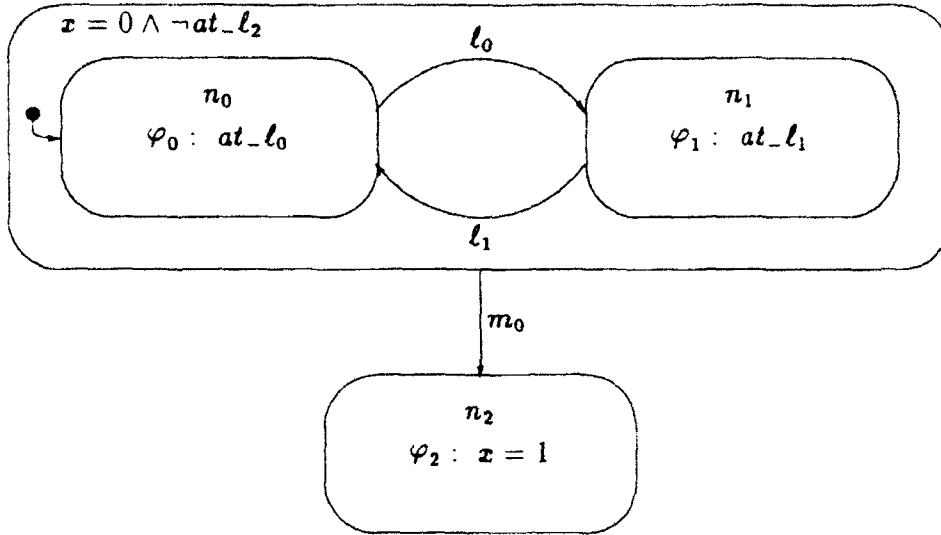 x = 0 ∧ ¬at_ℓ₂
ℓ₀
n₀
φ₀ : at_ℓ₀
n₁
φ₁ : at_ℓ₁
ℓ₁
m₀
n₂
φ₂ : x = 1